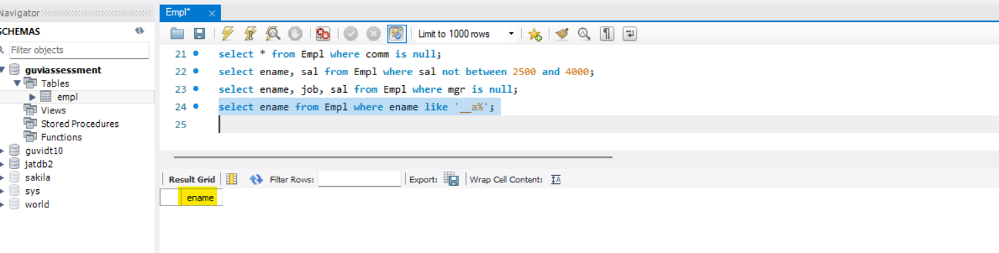 Navigator
SCHEMAS
Filter objects
guviassessment
Tables
empl
Views
Stored Procedures
Functions
guvidt10
jatdb2
sakila
sys
world
Empl*
Limit to 1000 rows
21 select * from Empl where comm is null;
22 select ename, sal from Empl where sal not between 2500 and 4000;
23 select ename, job, sal from Empl where mgr is null;
24 select ename from Empl where ename like '__a%';
25
Result Grid Filter Rows: Export: Wrap Cell Content:
ename